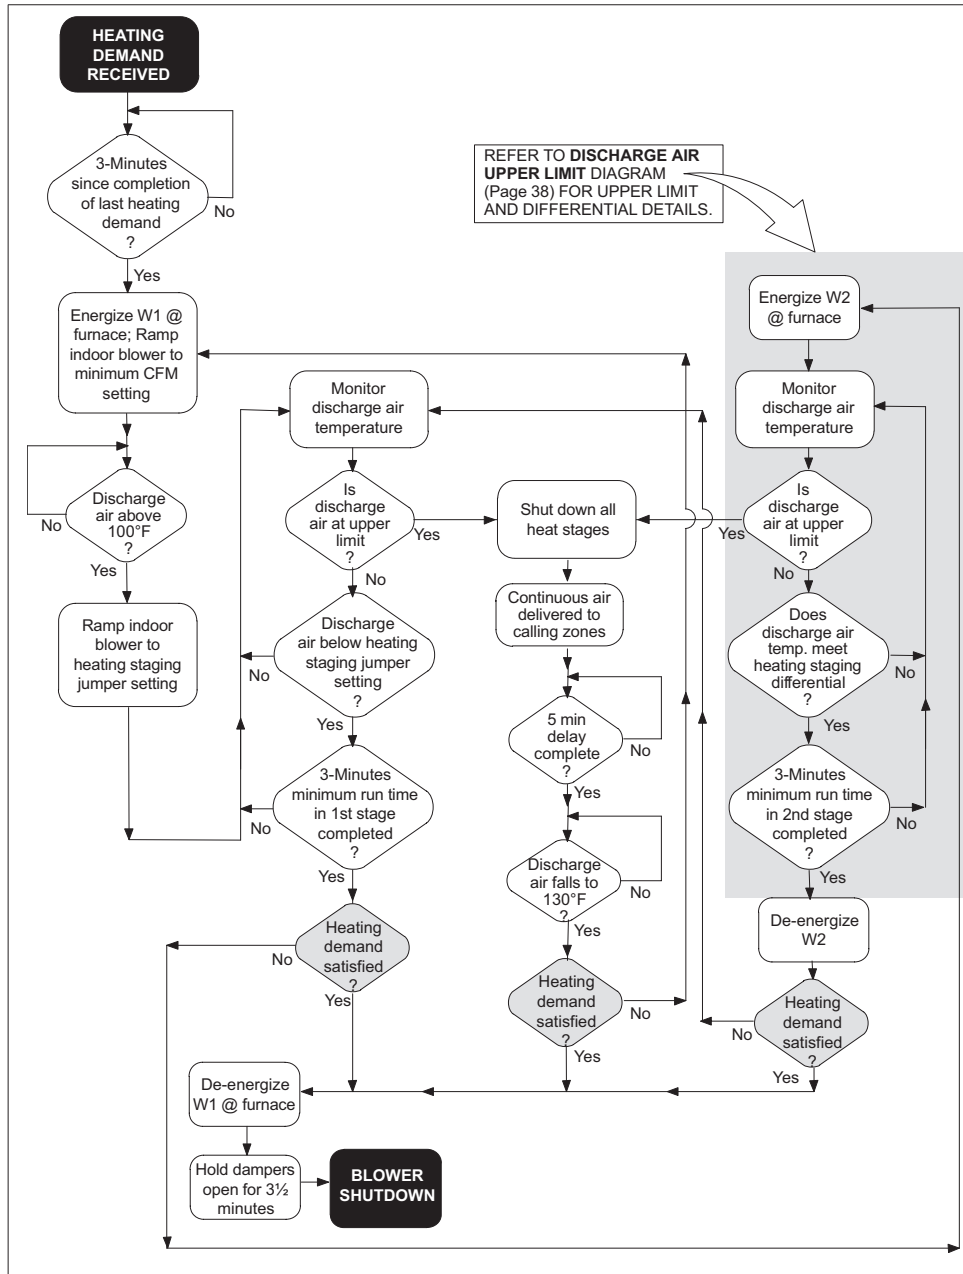 HEATING
DEMAND
RECEIVED
3-Minutes
since completion
of last heating
demand
?
No
Yes
Energize W1 @
furnace; Ramp
indoor blower to
minimum CFM
setting
Discharge
air above
100°F
?
No
Yes
Ramp indoor
blower to
heating staging
jumper setting
Monitor
discharge air
temperature
Is
discharge
air at upper
limit
?
Yes
No
Discharge
air below heating
staging jumper
setting
?
No
Yes
3-Minutes
minimum run time
in 1st stage
completed
?
No
Yes
Heating
demand
satisfied
?
No
Yes
De-energize
W1 @ furnace
Hold dampers
open for 3½
minutes
BLOWER
SHUTDOWN
Shut down all
heat stages
Continuous air
delivered to
calling zones
5 min
delay
complete
?
No
Yes
Discharge
air falls to
130°F
?
No
Yes
Heating
demand
satisfied
?
No
Yes
REFER TO DISCHARGE AIR
UPPER LIMIT DIAGRAM
(Page 38) FOR UPPER LIMIT
AND DIFFERENTIAL DETAILS.
Energize W2
@ furnace
Monitor
discharge air
temperature
Is
discharge
air at upper
limit
?
Yes
No
Does
discharge air
temp. meet
heating staging
differential
?
No
Yes
3-Minutes
minimum run time
in 2nd stage
completed
?
No
Yes
De-energize
W2
Heating
demand
satisfied
?
No
Yes